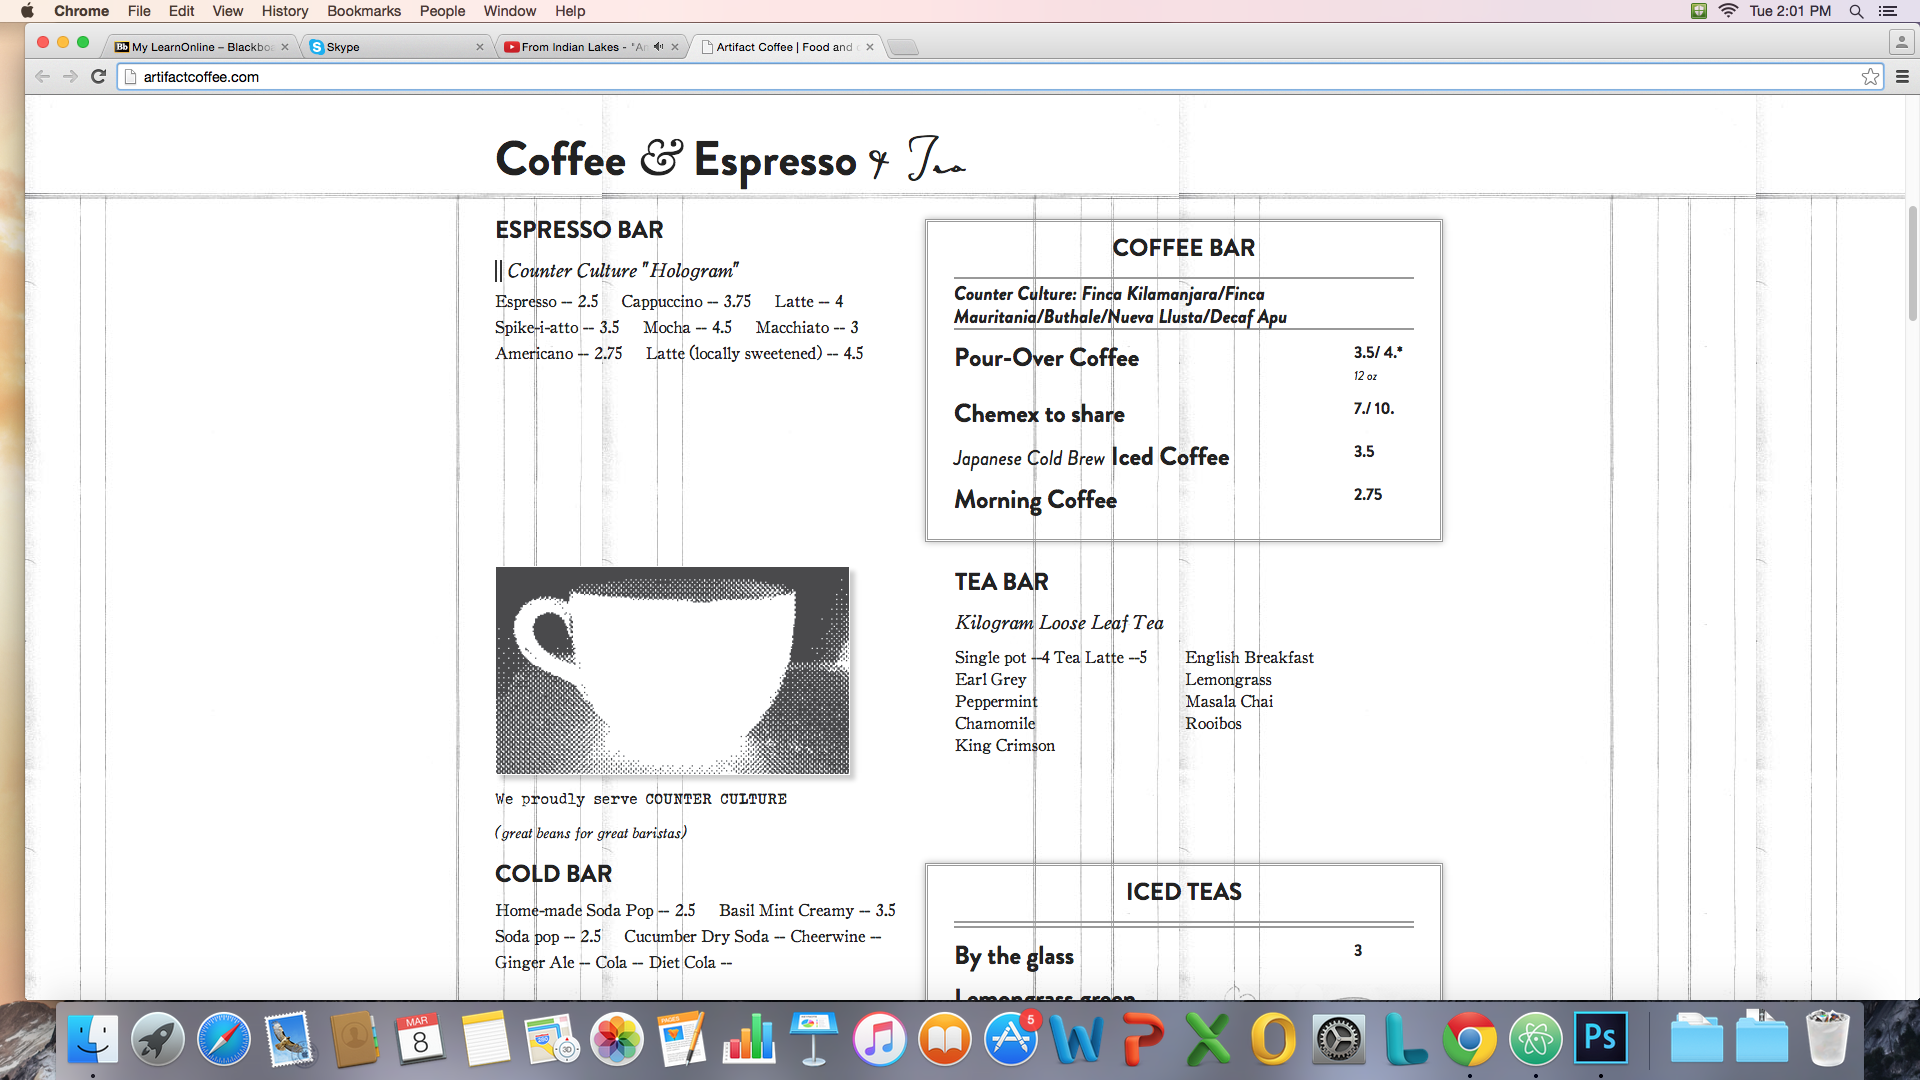 Chrome File Edit View History Bookmarks People Window Help Tue 2:01 PM
My LearnOnline – Blackbo
Skype
From Indian Lakes - "A
Artifact Coffee | Food and
artifactcoffee.com
Coffee & Espresso & Tea
ESPRESSO BAR
Counter Culture "Hologram"
Espresso -- 2.5 Cappuccino -- 3.75 Latte -- 4
Spike-i-atto -- 3.5 Mocha -- 4.5 Macchiato -- 3
Americano -- 2.75 Latte (locally sweetened) -- 4.5
COFFEE BAR
Counter Culture: Finca Kilamanjara/Finca
Mauritania/Buthale/Nueva Llusta/Decaf Apu
Pour-Over Coffee 3.5/ 4.*
12 oz
Chemex to share 7./ 10.
Japanese Cold Brew Iced Coffee 3.5
Morning Coffee 2.75
We proudly serve COUNTER CULTURE
(great beans for great baristas)
TEA BAR
Kilogram Loose Leaf Tea
Single pot --4 Tea Latte --5 English Breakfast
Earl Grey Lemongrass
Peppermint Masala Chai
Chamomile Rooibos
King Crimson
COLD BAR
Home-made Soda Pop -- 2.5 Basil Mint Creamy -- 3.5
Soda pop -- 2.5 Cucumber Dry Soda -- Cheerwine --
Ginger Ale -- Cola -- Diet Cola --
ICED TEAS
By the glass 3
Lemongrass green
MAR
8
PAGES
5
Ps